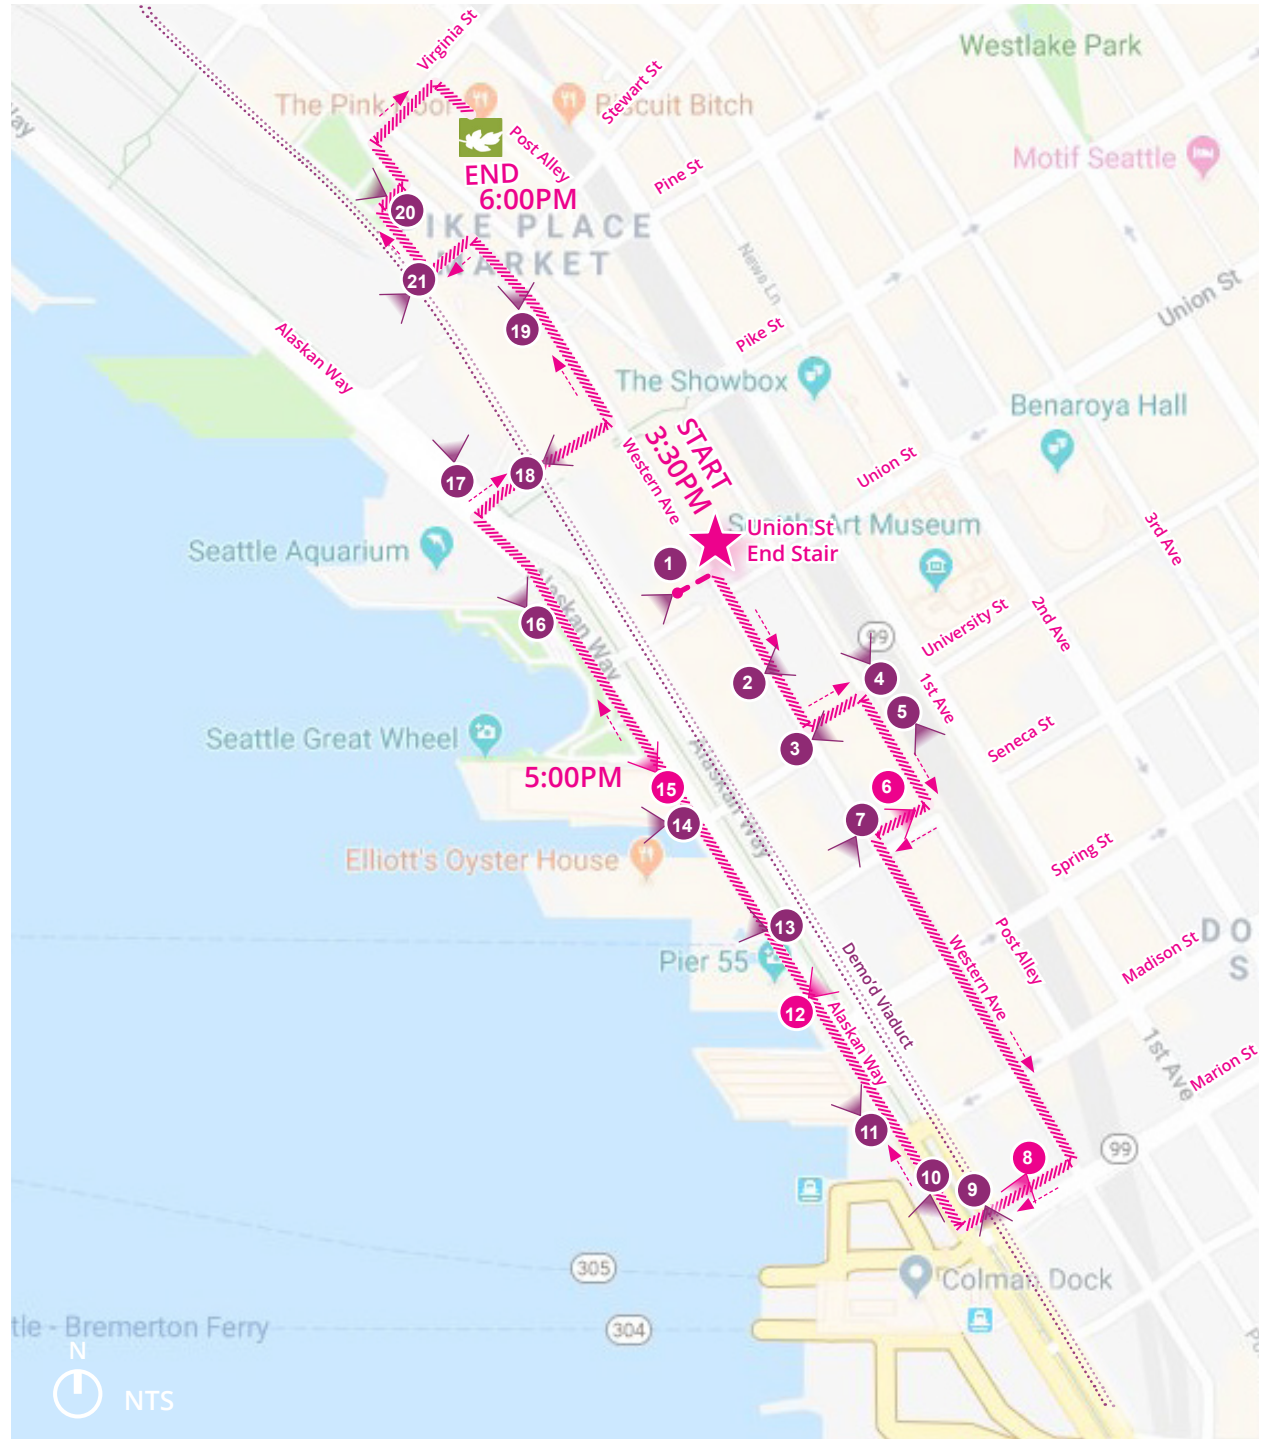 Virginia St
Westlake Park
The Pink Door
Biscuit Bitch
Stewart St
Post Alley
Motif Seattle
END
6:00PM
Pine St
20
IKE PLACE
MARKET
21
News Ln
Union St
19
Pike St
Alaskan Way
The Showbox
Benaroya Hall
START
3:30PM
Western Ave
Union St
17
18
Seattle Art Museum
Union St
End Stair
3rd Ave
Seattle Aquarium
1
University St
2nd Ave
99
16
Alaskan Way
2
4
1st Ave
5
Seneca St
Seattle Great Wheel
3
5:00PM
15
6
Alaskan Way
14
7
Elliott's Oyster House
Spring St
13
Post Alley
Madison St
DO
S
Pier 55
Demo'd Viaduct
Western Ave
12
Alaskan Way
1st Ave
Marion St
11
99
8
10
9
305
Colman Dock
304
tle - Bremerton Ferry
N
NTS